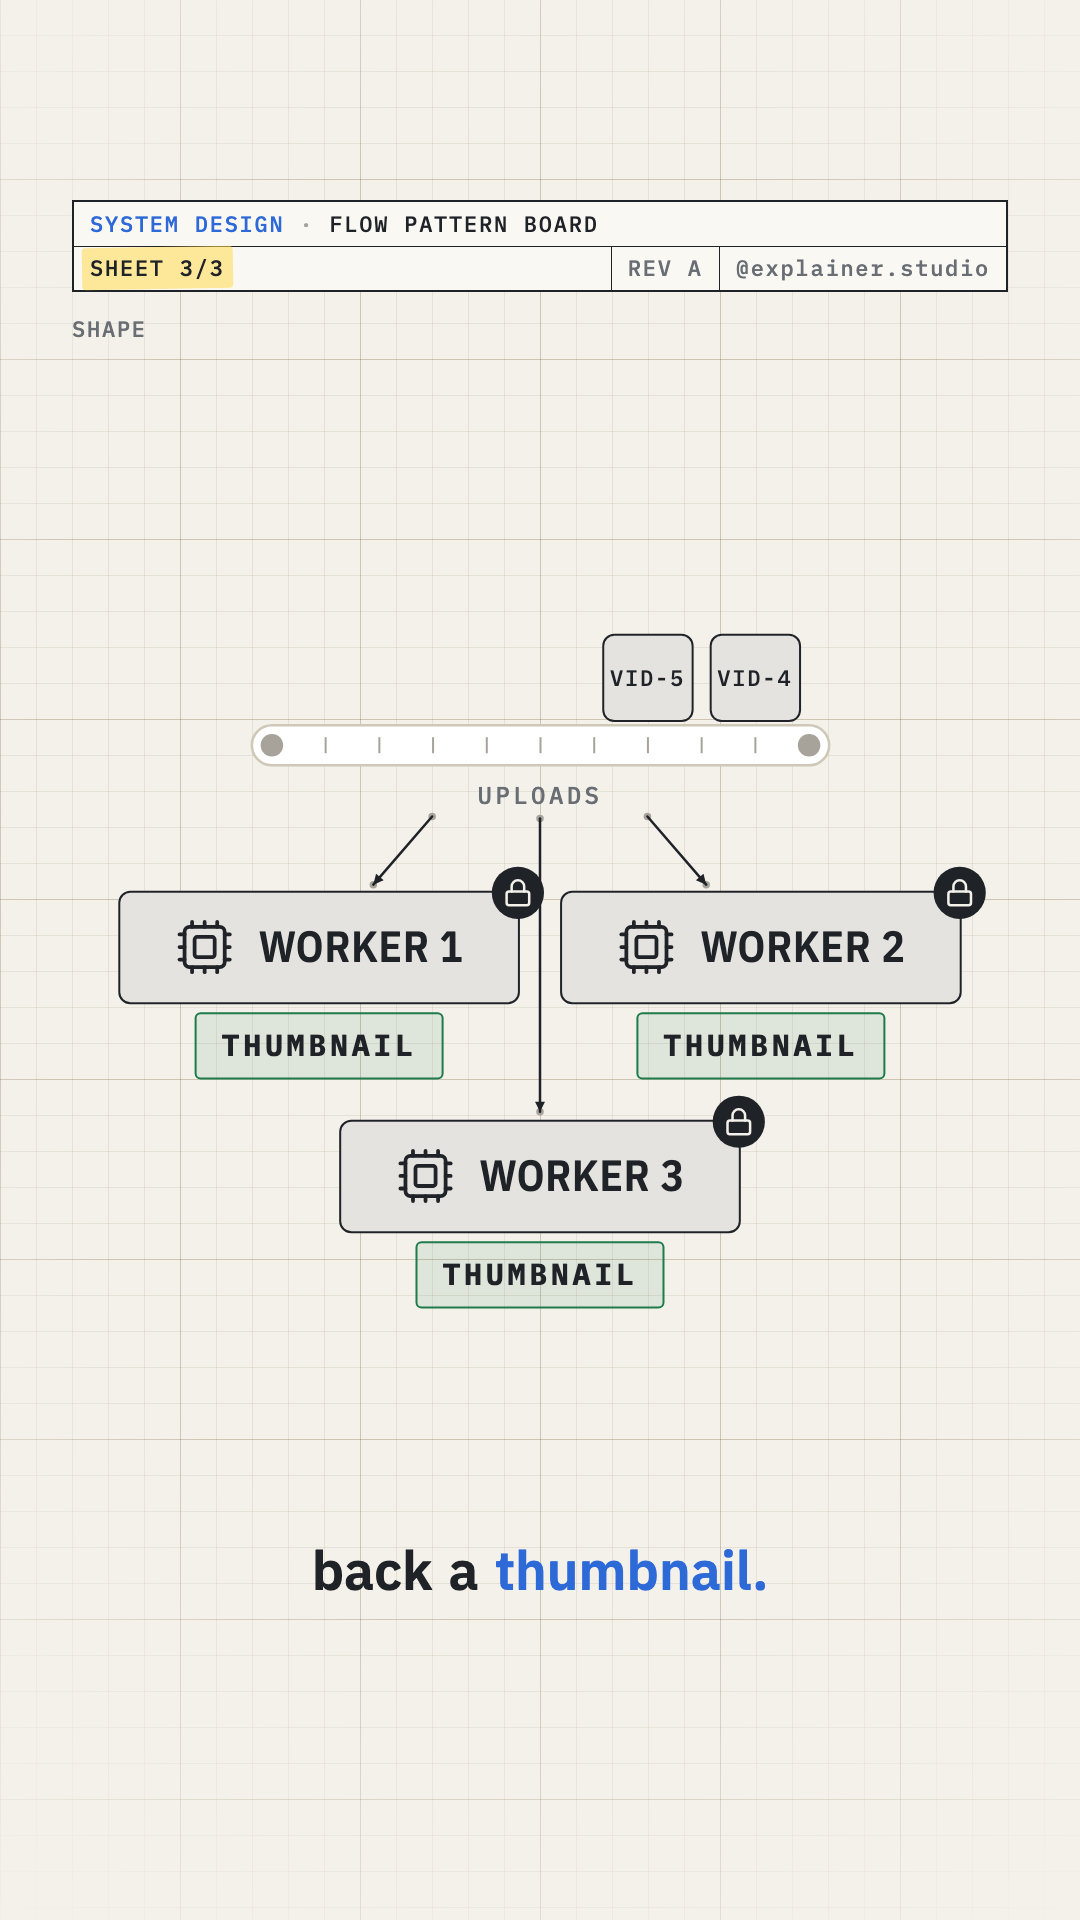 SYSTEM DESIGN · FLOW PATTERN BOARD
SHEET 3/3 REV A @explainer.studio
SHAPE
VID-5 VID-4
UPLOADS
WORKER 1 WORKER 2
THUMBNAIL THUMBNAIL
WORKER 3
THUMBNAIL
back a thumbnail.